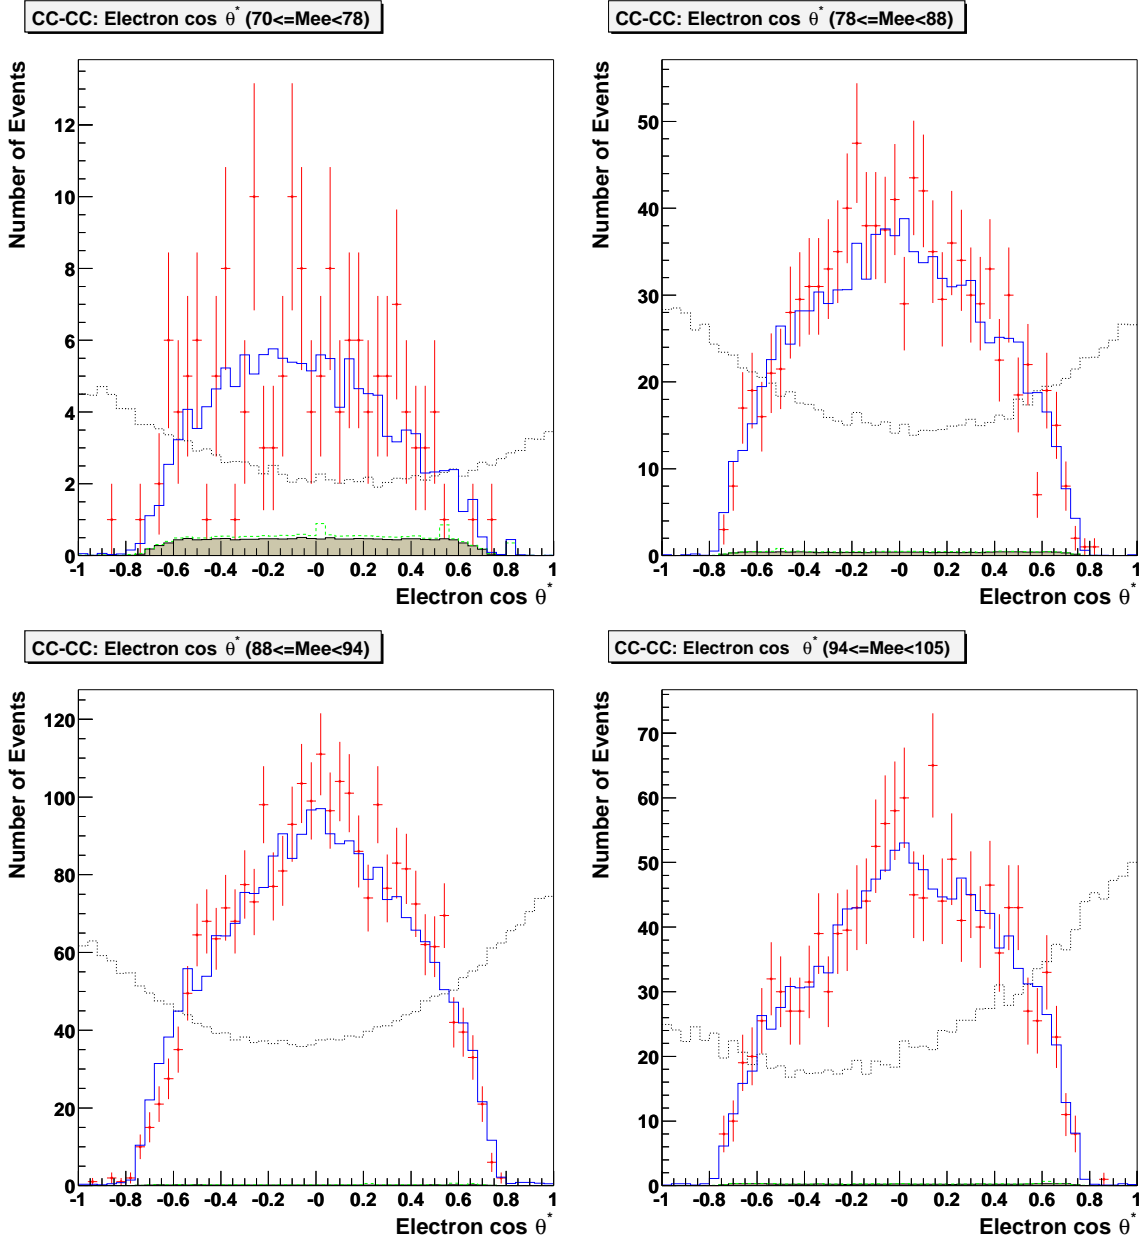 CC-CC: Electron cos θ* (70<=Mee<78)
Number of Events
12
10
8
6
4
2
0
-1 -0.8 -0.6 -0.4 -0.2 -0 0.2 0.4 0.6 0.8 1
Electron cos θ*
CC-CC: Electron cos θ* (78<=Mee<88)
Number of Events
50
40
30
20
10
0
-1 -0.8 -0.6 -0.4 -0.2 -0 0.2 0.4 0.6 0.8 1
Electron cos θ*
CC-CC: Electron cos θ* (88<=Mee<94)
Number of Events
120
100
80
60
40
20
0
-1 -0.8 -0.6 -0.4 -0.2 -0 0.2 0.4 0.6 0.8 1
Electron cos θ*
CC-CC: Electron cos θ* (94<=Mee<105)
Number of Events
70
60
50
40
30
20
10
0
-1 -0.8 -0.6 -0.4 -0.2 -0 0.2 0.4 0.6 0.8 1
Electron cos θ*